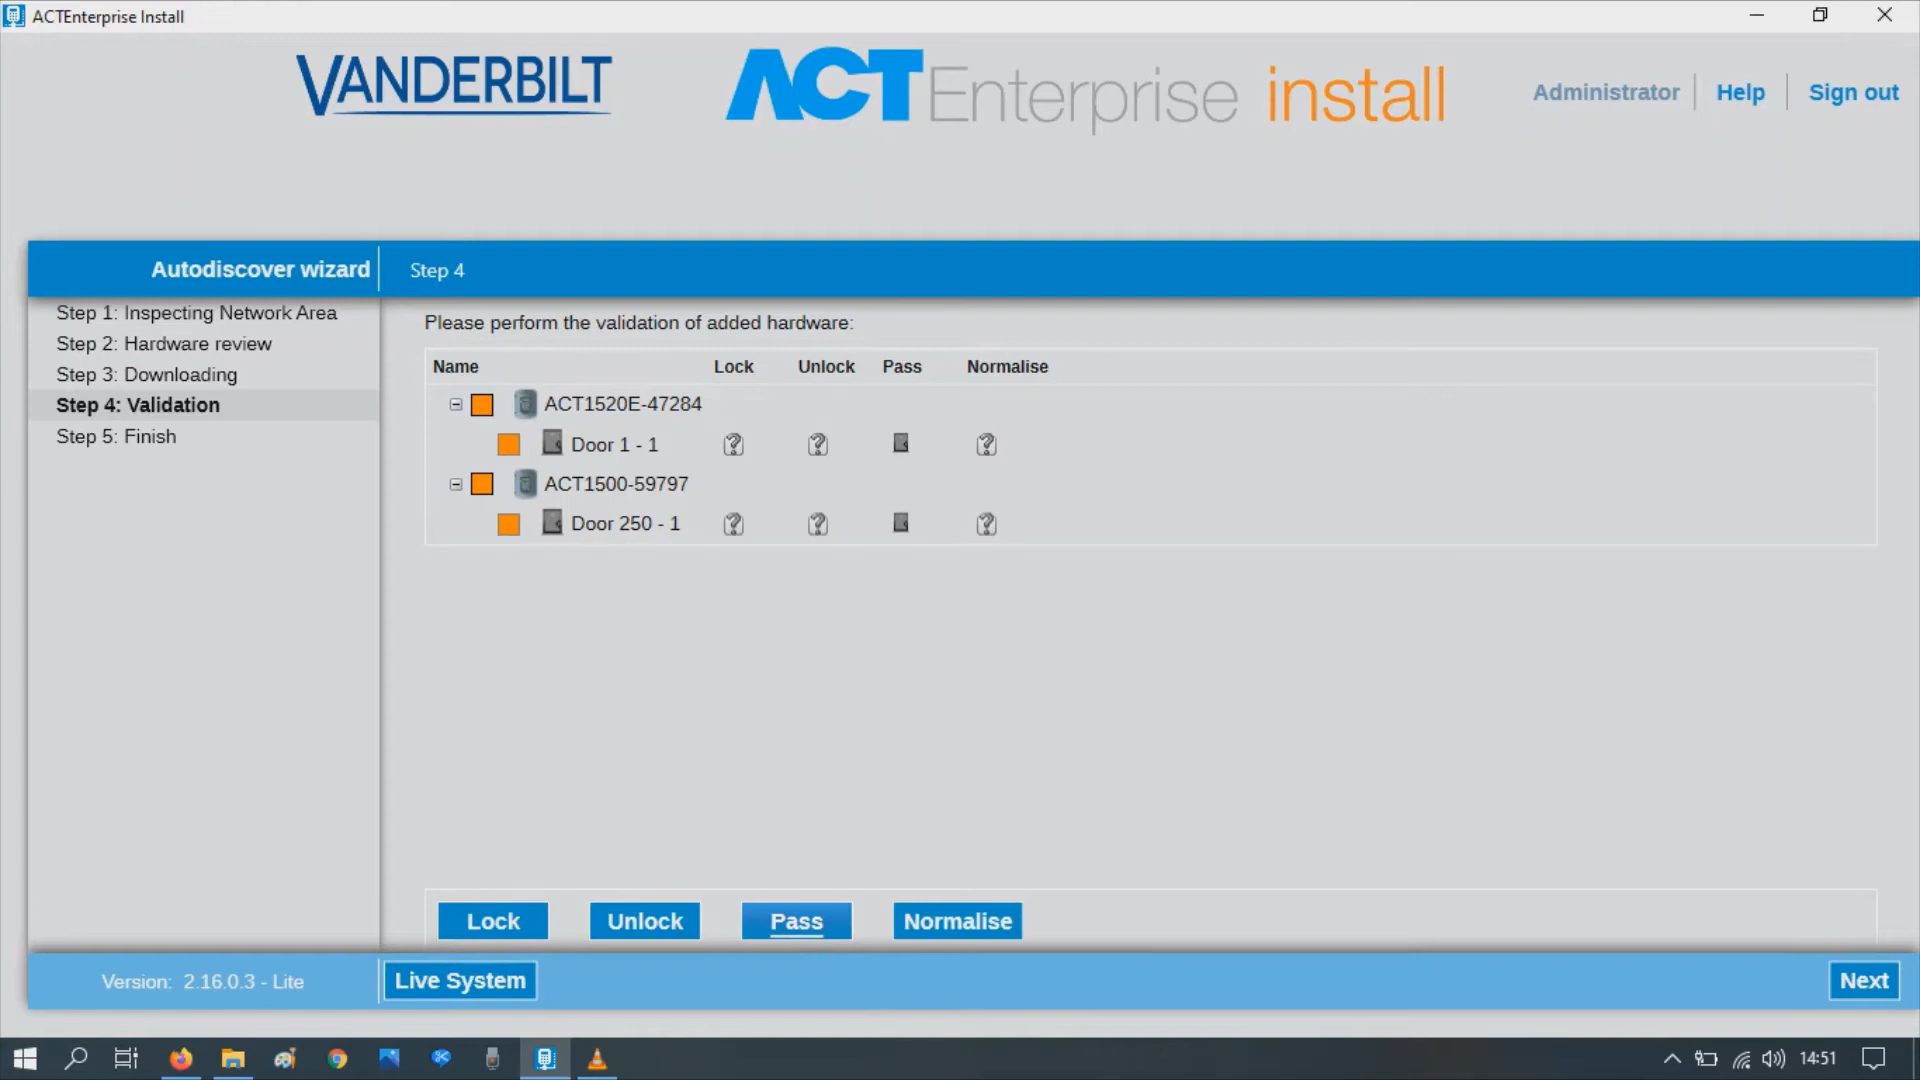 ACTEnterprise Install
VANDERBILT
ACTEnterprise install
Administrator
Help
Sign out
Autodiscover wizard
Step 4
Step 1: Inspecting Network Area
Step 2: Hardware review
Step 3: Downloading
Step 4: Validation
Step 5: Finish
Please perform the validation of added hardware:
Name Lock Unlock Pass Normalise
ACT1520E-47284
Door 1 - 1
ACT1500-59797
Door 250 - 1
Lock Unlock Pass Normalise
Version: 2.16.0.3 - Lite
Live System
Next
14:51